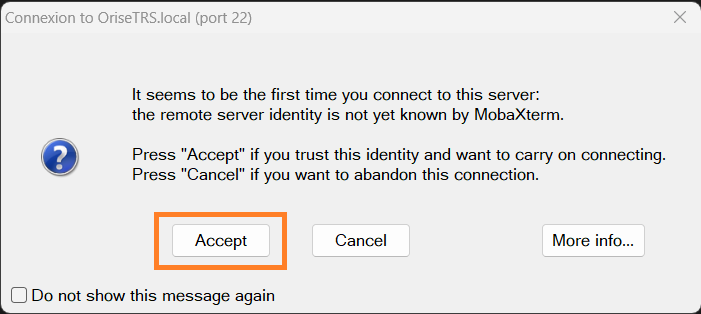 Connexion to OriseTRS.local (port 22)
It seems to be the first time you connect to this server:
the remote server identity is not yet known by MobaXterm.
Press "Accept" if you trust this identity and want to carry on connecting.
Press "Cancel" if you want to abandon this connection.
Accept
Cancel
More info...
Do not show this message again